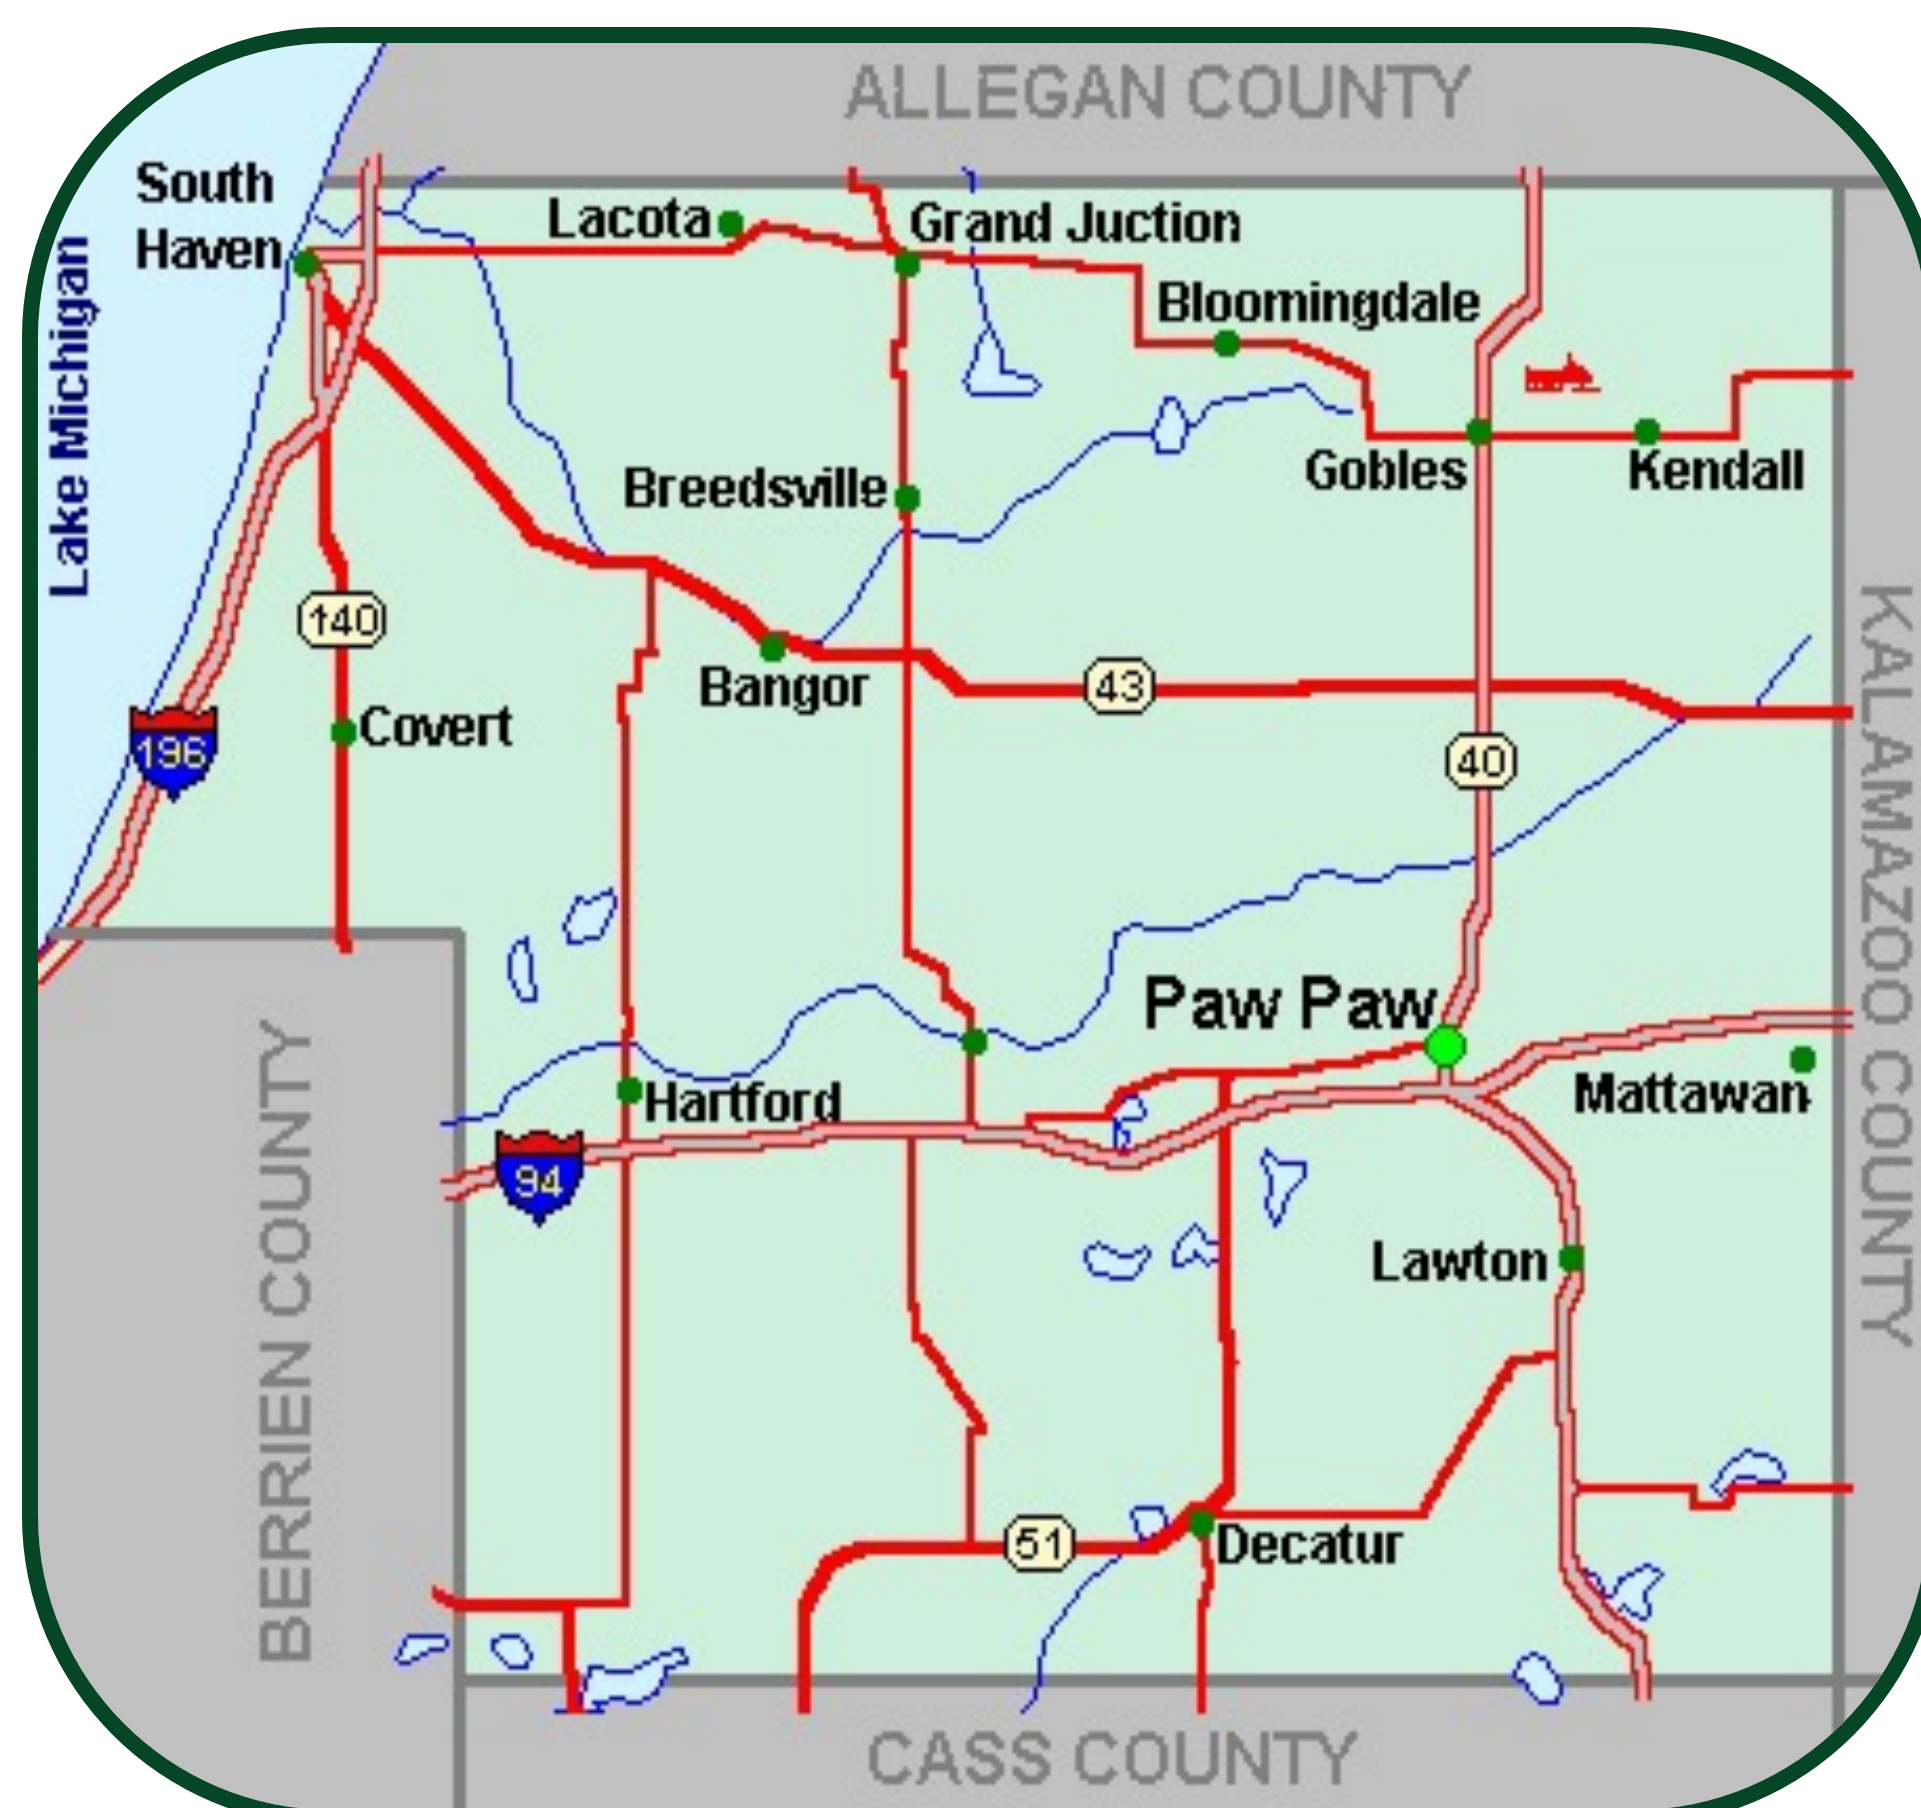 ALLEGAN COUNTY
South
Haven
Lacota
Grand Juction
Bloomingdale
Lake Michigan
Breedsville
Gobles
Kendall
140
Bangor
43
Covert
196
40
KALAMAZOO COUNTY
Paw Paw
Hartford
Mattawan
94
BERRIEN COUNTY
Lawton
51
Decatur
CASS COUNTY